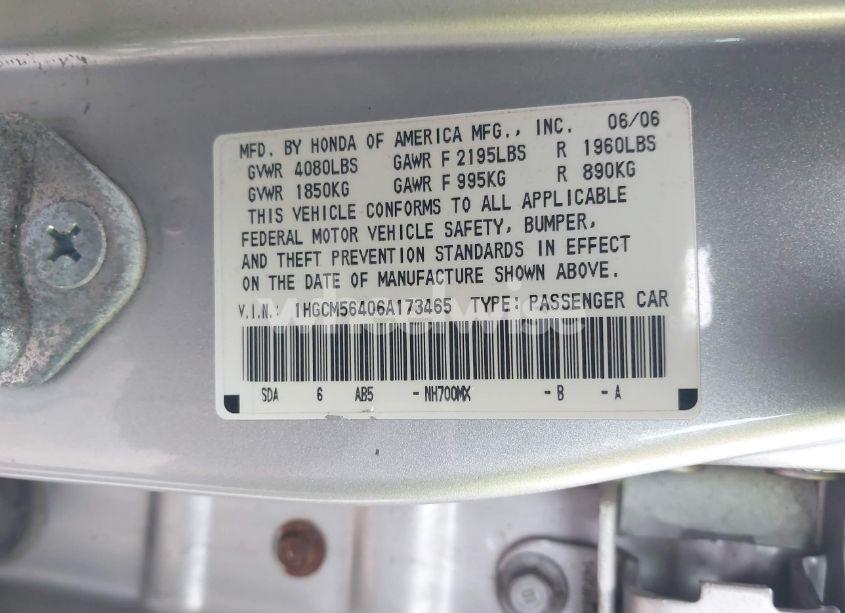 MFD. BY HONDA OF AMERICA MFG., INC. 06/06
GVWR 4080LBS GAWR F 2195LBS R 1960LBS
GVWR 1850KG GAWR F 995KG R 890KG
THIS VEHICLE CONFORMS TO ALL APPLICABLE
FEDERAL MOTOR VEHICLE SAFETY, BUMPER,
AND THEFT PREVENTION STANDARDS IN EFFECT
ON THE DATE OF MANUFACTURE SHOWN ABOVE.
V.I.N.: 1HGCM56406A173465 TYPE: PASSENGER CAR
wheelwise
SDA 6 AB5 - NH700MX - B - A